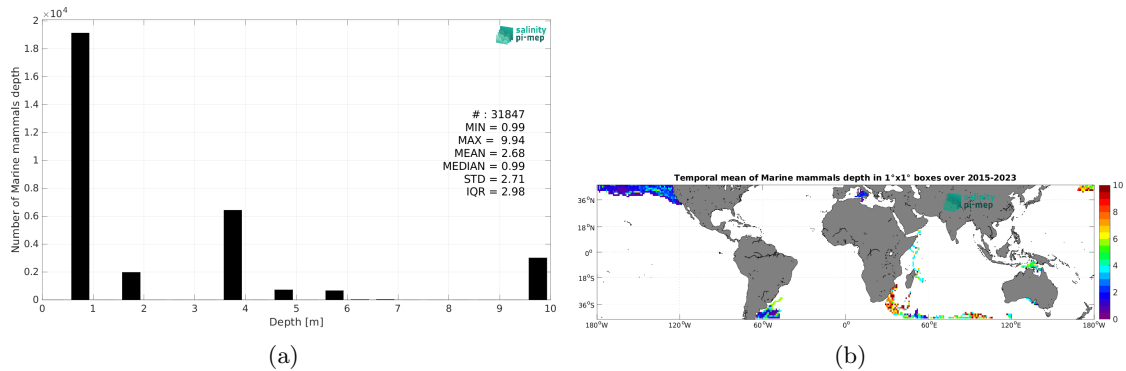 ×10⁴
2
1.8
1.6
1.4
1.2
1
0.8
0.6
0.4
0.2
0
Number of Marine mammals depth
salinity
pi-mep
# : 31847
MIN = 0.99
MAX = 9.94
MEAN = 2.68
MEDIAN = 0.99
STD = 2.71
IQR = 2.98
0 1 2 3 4 5 6 7 8 9 10
Depth [m]
(a)
Temporal mean of Marine mammals depth in 1°x1° boxes over 2015-2023
salinity
pi-mep
36°N
18°N
0°
18°S
36°S
180°W 120°W 60°W 0° 60°E 120°E 180°W
10
8
6
4
2
0
(b)